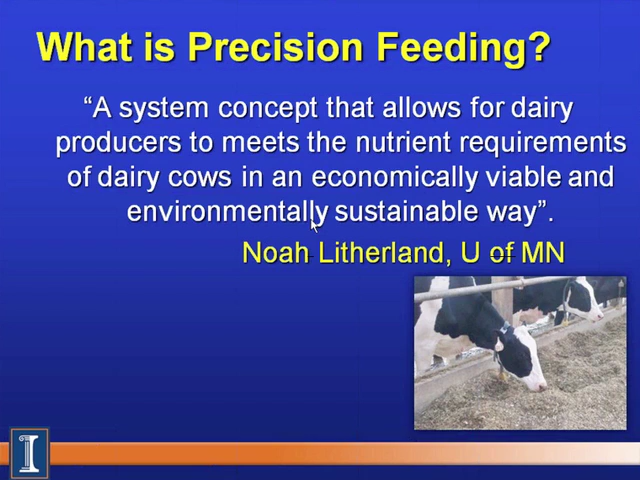 What is Precision Feeding?
“A system concept that allows for dairy
producers to meets the nutrient requirements
of dairy cows in an economically viable and
environmentally sustainable way”.
Noah Litherland, U of MN
I